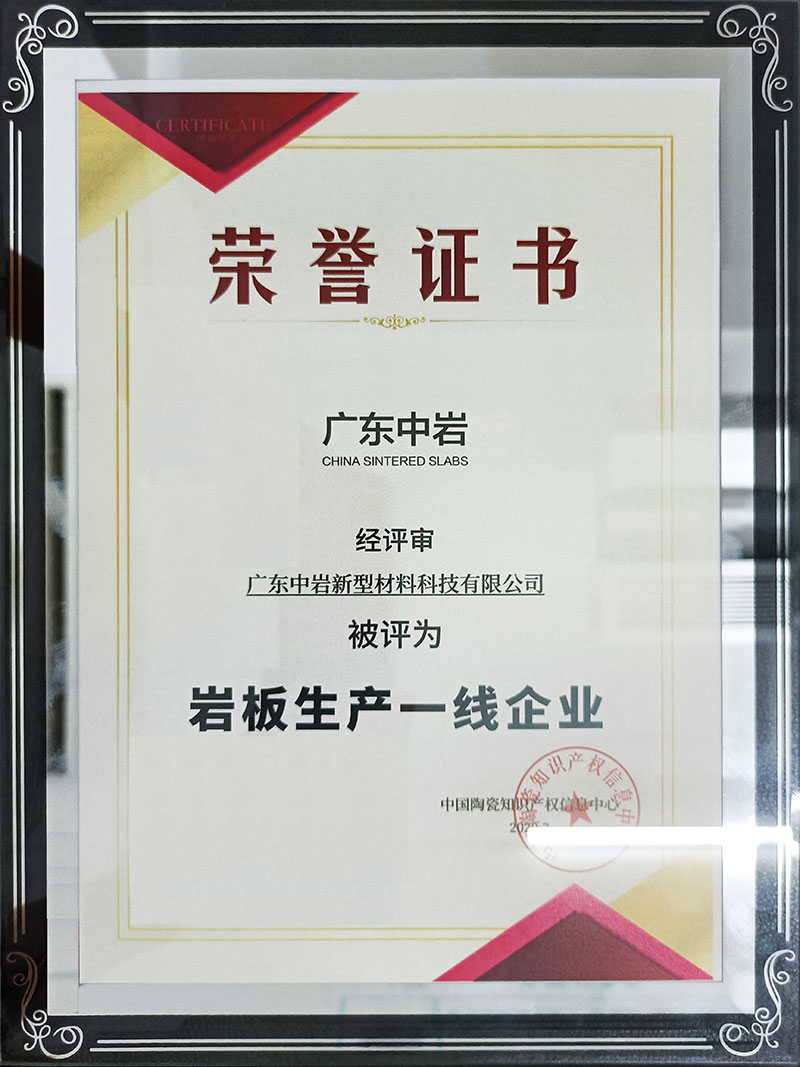 CERTIFICATE
荣誉证书
广东中岩
CHINA SINTERED SLABS
经评审
广东中岩新型材料科技有限公司
被评为
岩板生产一线企业
中国陶瓷知识产权信息中心